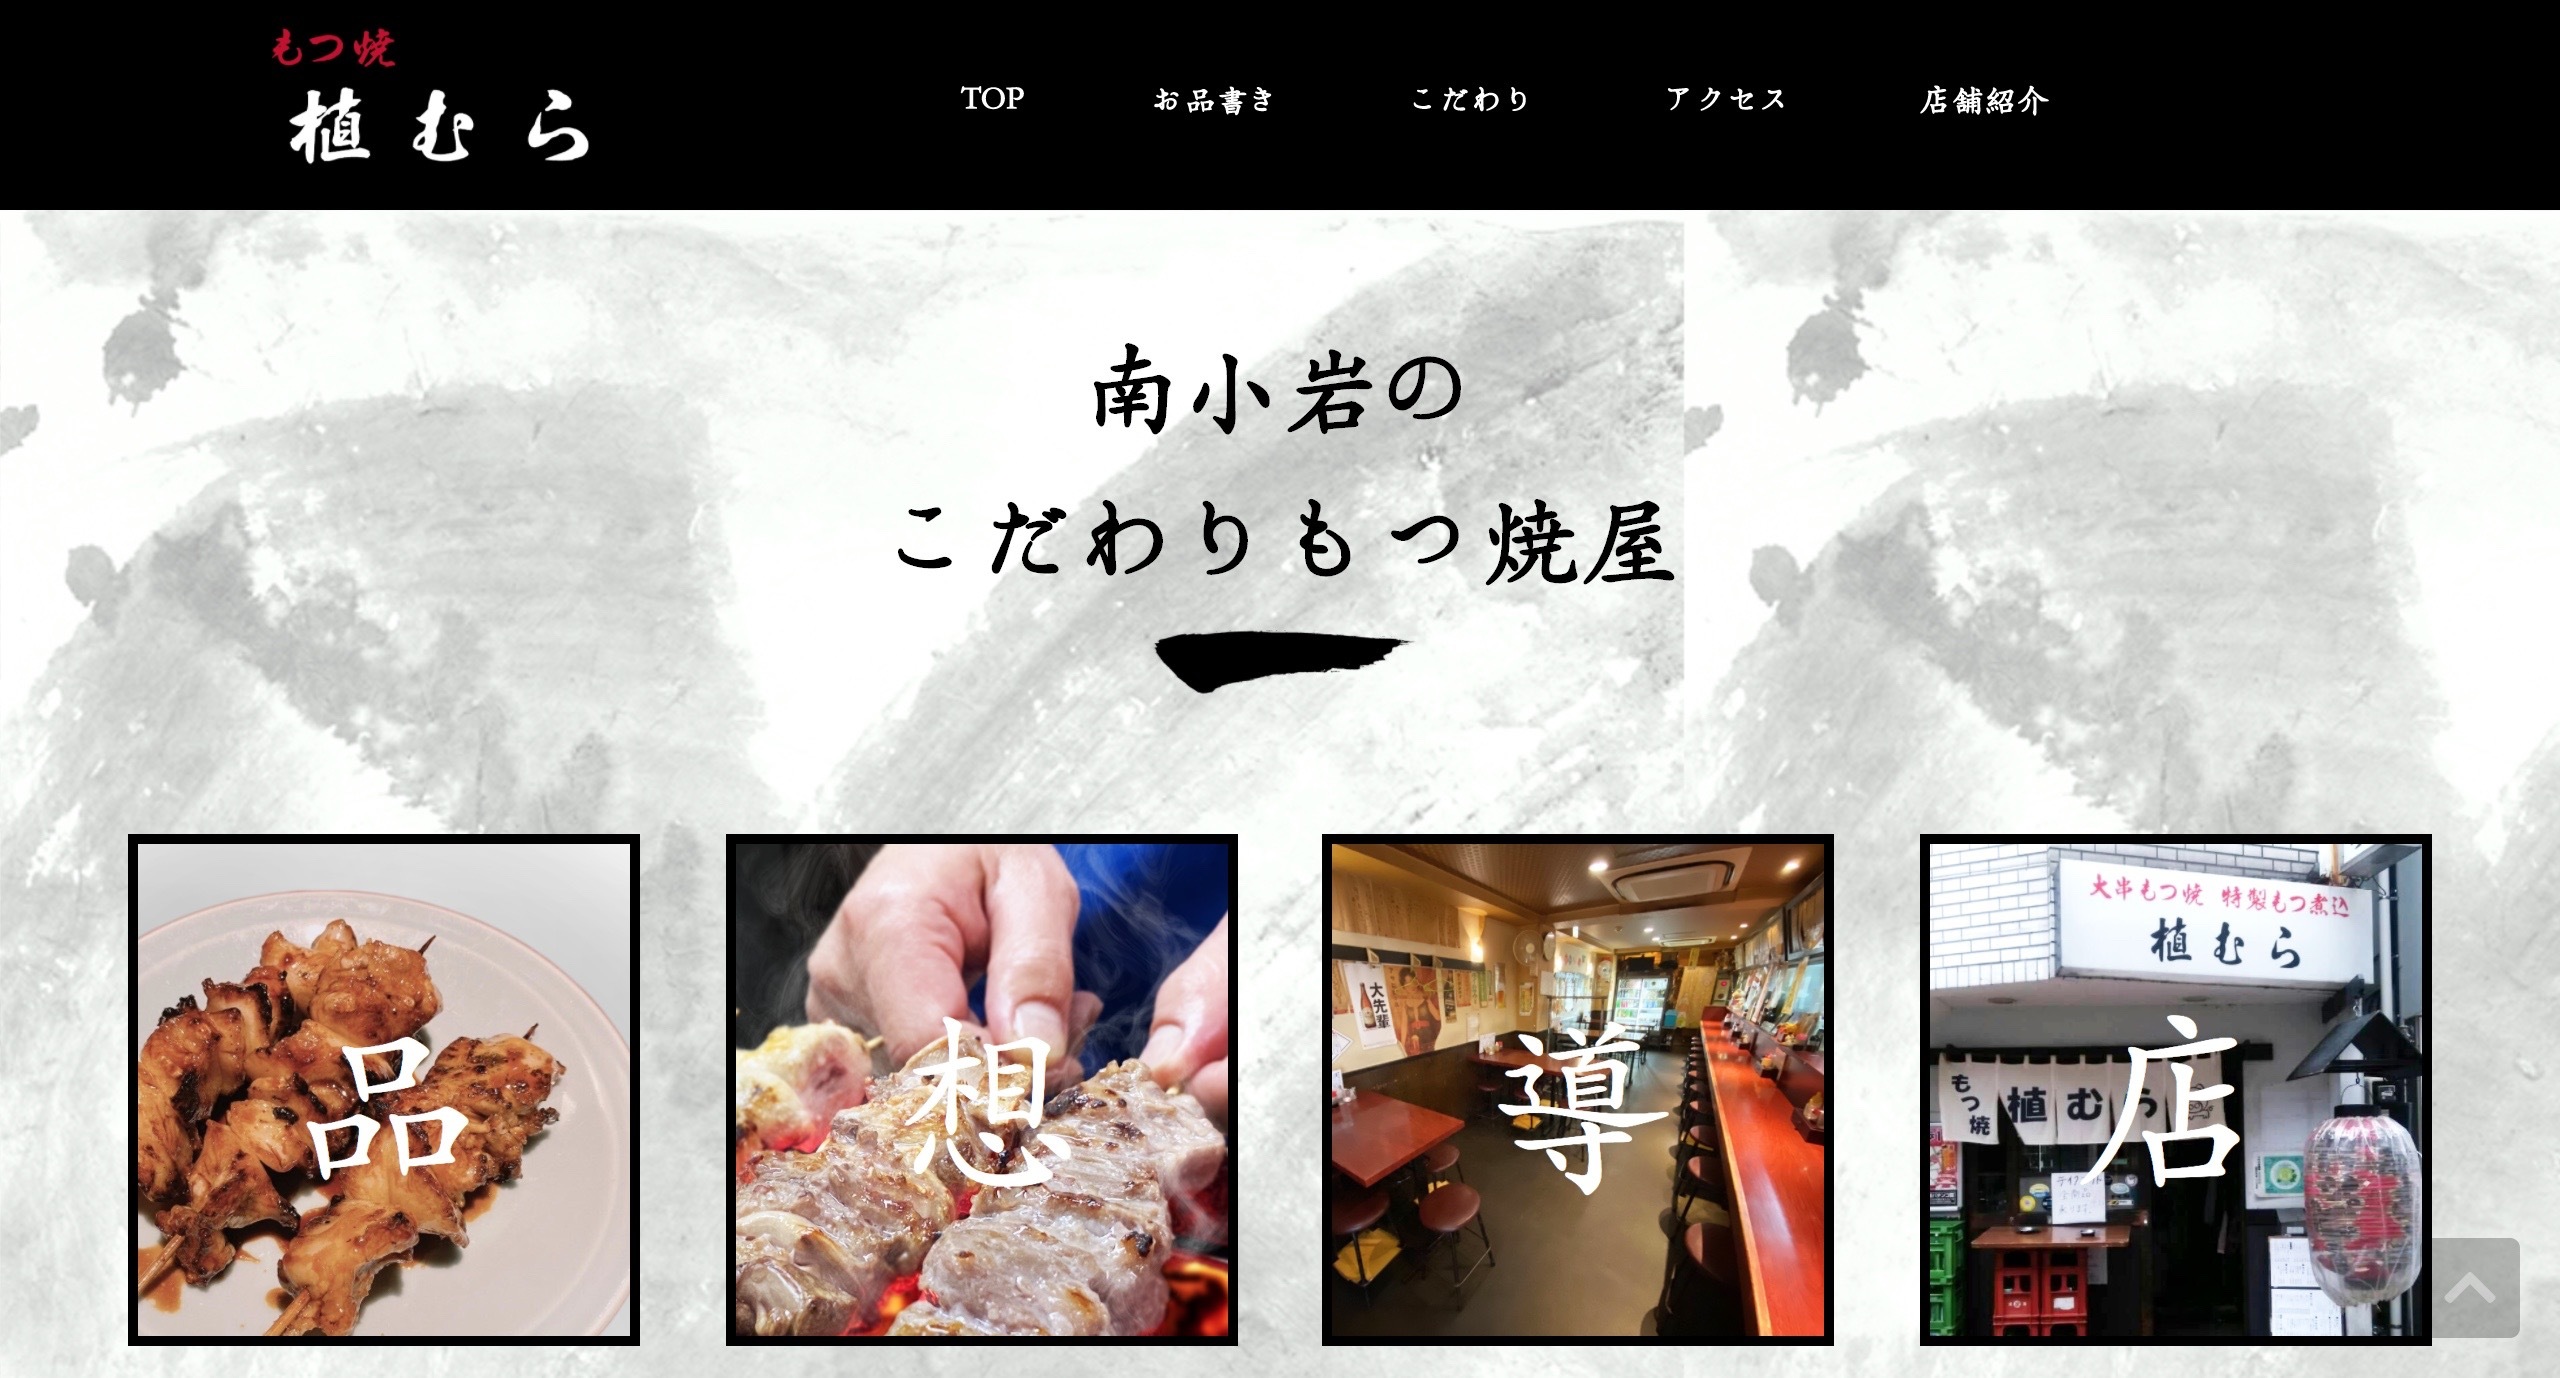 もつ焼
植むら
TOP
お品書き
こだわり
アクセス
店舗紹介
南小岩の
こだわりもつ焼屋
品
想
導
大先輩
店
大串もつ焼 特製もつ煮込
植むら
もつ焼
植むら